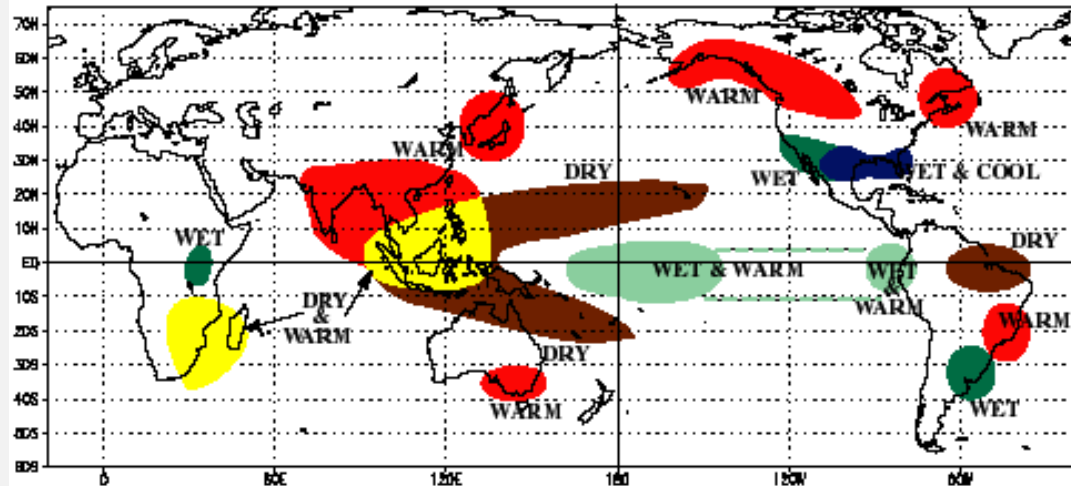 70N
60N
WARM
50N
WARM
40N
WARM
30N
DRY
WET
WET & COOL
20N
10N
WET
DRY
EQ
WET & WARM
WET
&
WARM
10S
DRY
&
WARM
WARM
20S
DRY
30S
40S
WARM
WET
50S
60S
0
60E
120E
180
120W
60W